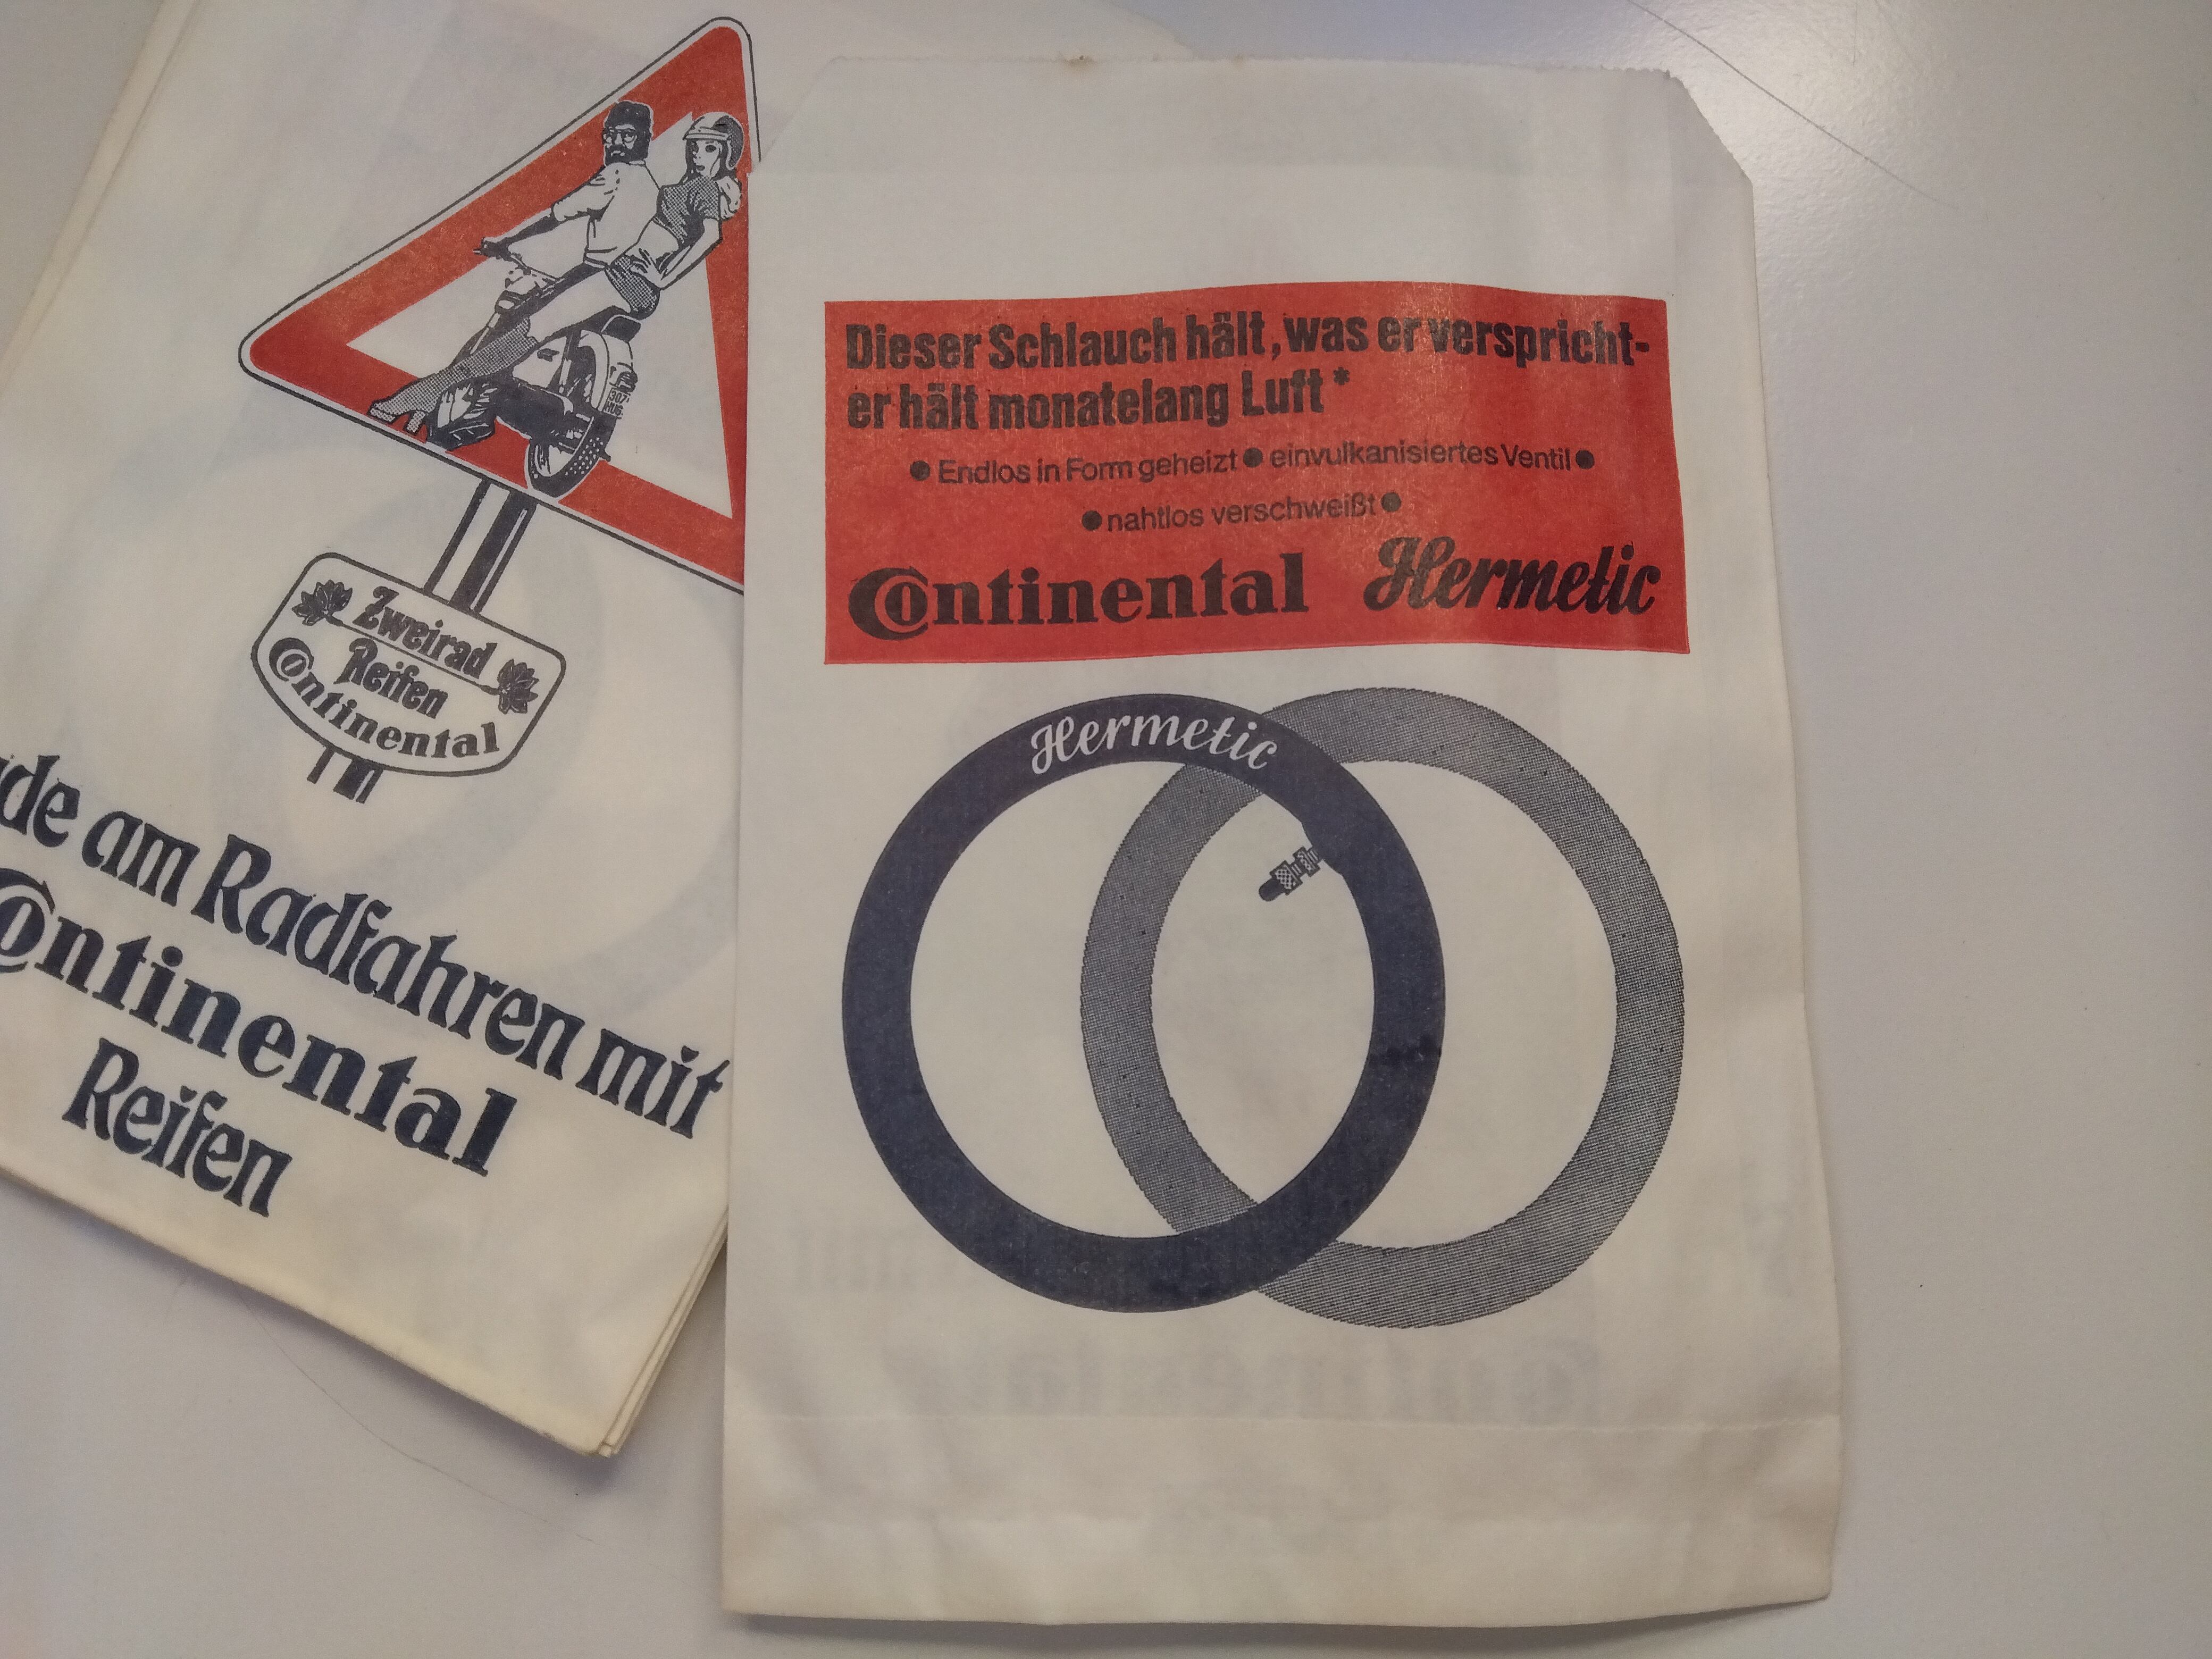 Zweirad
Reifen
Continental
de am Radfahren mit
Continental
Reifen
Dieser Schlauch hält, was er verspricht-
er hält monatelang Luft*
● Endlos in Form geheizt ● einvulkanisiertes Ventil ●
● nahtlos verschweißt ●
Continental Hermetic
Hermetic